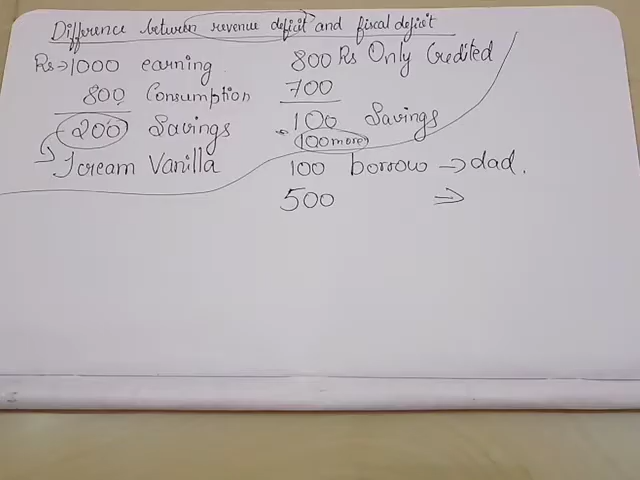 Difference between revenue deficit and fiscal deficit
Rs→1000 earning
800 Consumption
200 Savings
→ Icream Vanilla
800 Rs Only Credited
700
100 Savings
100 more
100 borrow → dad.
500 ⇒